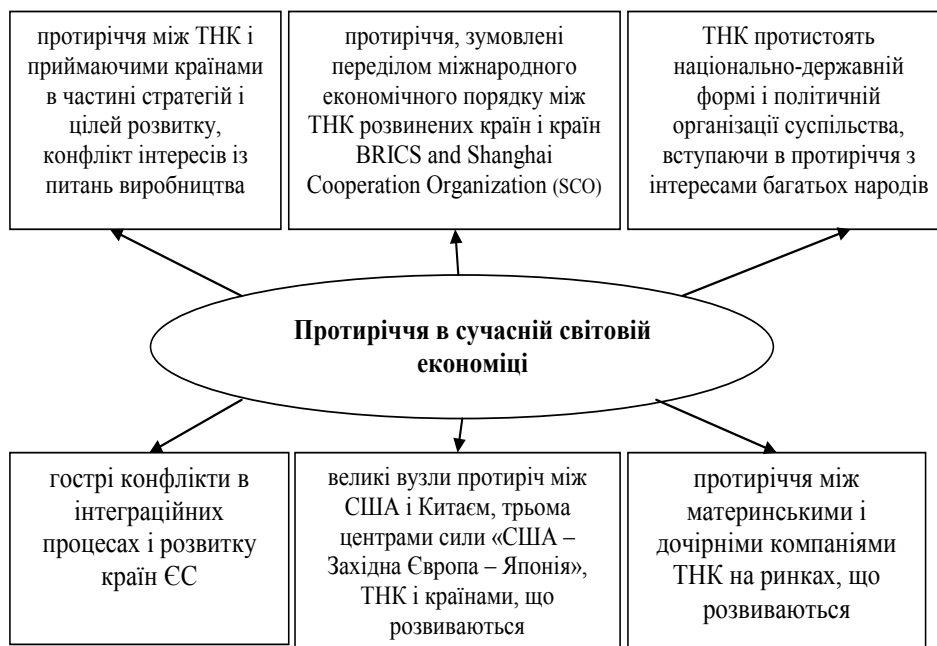 протиріччя між ТНК і
приймаючими країнами
в частині стратегій і
цілей розвитку,
конфлікт інтересів із
питань виробництва
протиріччя, зумовлені
переділом міжнародного
економічного порядку між
ТНК розвинених країн і країн
BRICS and Shanghai
Cooperation Organization (SCO)
ТНК протистоять
національно-державній
формі і політичній
організації суспільства,
вступаючи в протиріччя з
інтересами багатьох народів
Протиріччя в сучасній світовій
економіці
гострі конфлікти в
інтеграційних
процесах і розвитку
країн ЄС
великі вузли протиріч між
США і Китаєм, трьома
центрами сили «США –
Західна Європа – Японія»,
ТНК і країнами, що
розвиваються
протиріччя між
материнськими і
дочірніми компаніями
ТНК на ринках, що
розвиваються